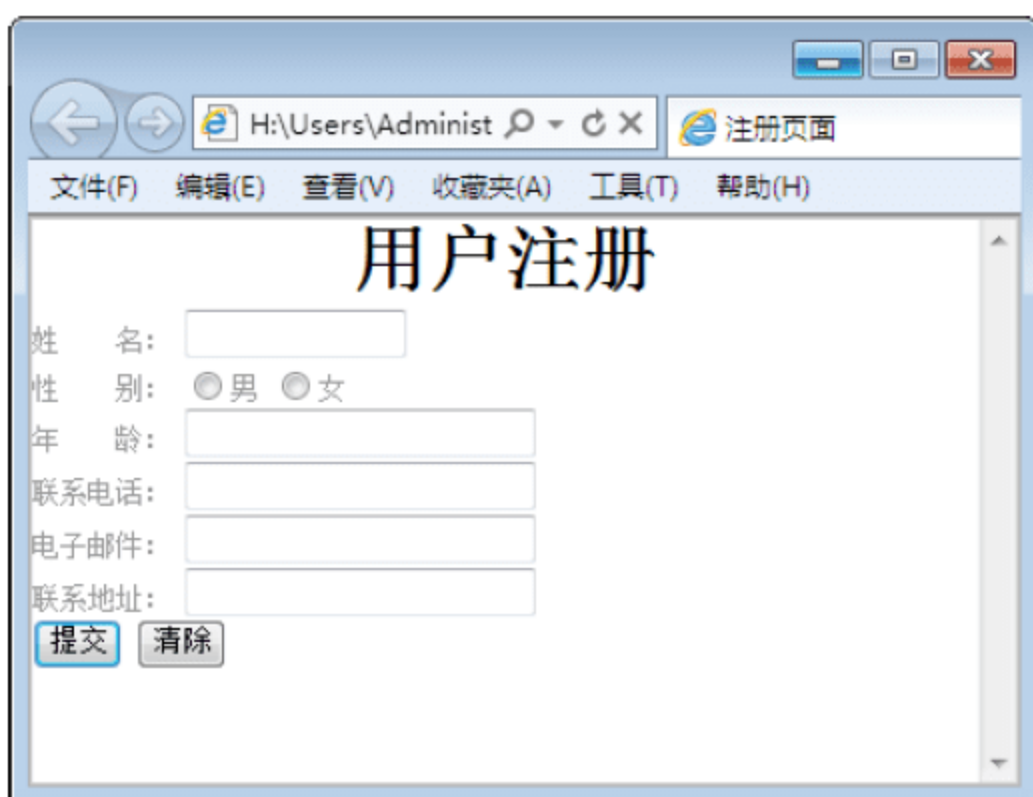 H:\Users\Administ 注册页面
文件(F) 编辑(E) 查看(V) 收藏夹(A) 工具(T) 帮助(H)
用户注册
姓 名:
性 别: 男 女
年 龄:
联系电话:
电子邮件:
联系地址:
提交 清除